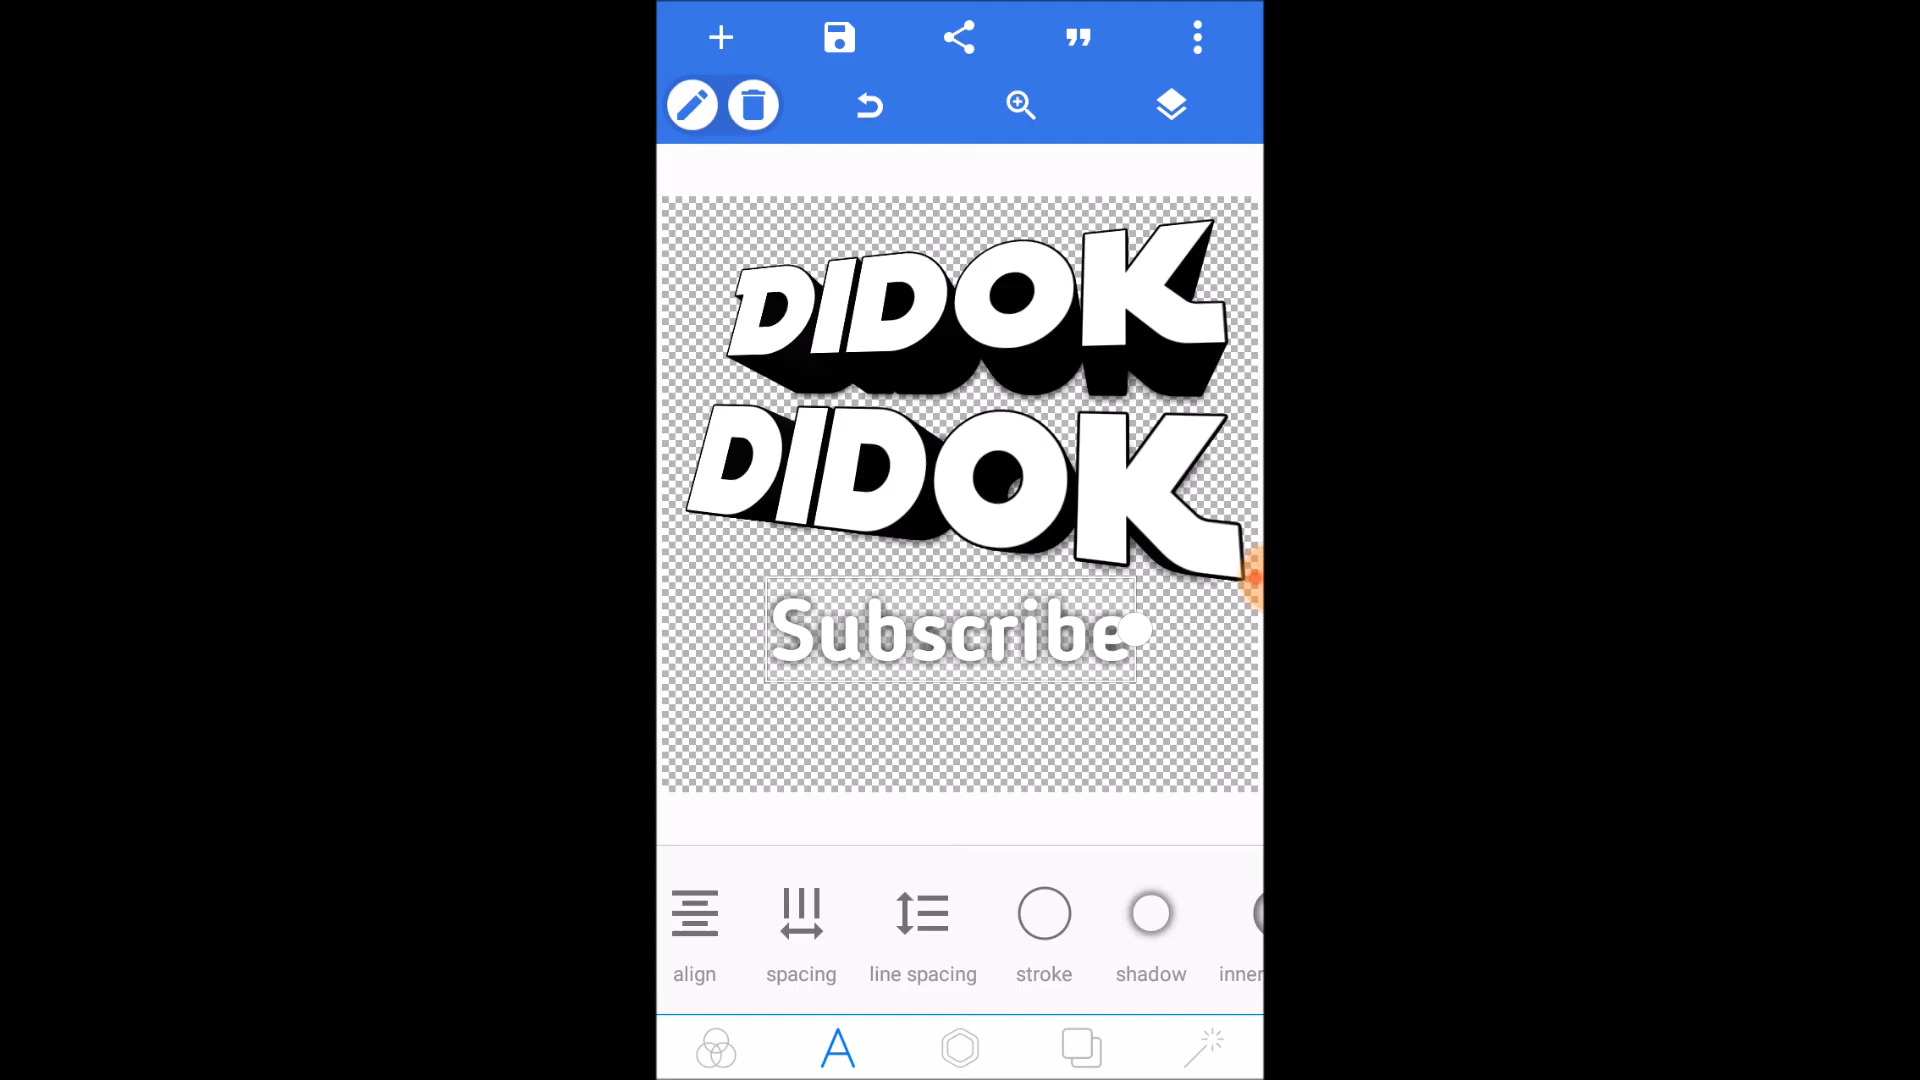 DIDOK
DIDOK
Subscribe
align spacing line spacing stroke shadow inner